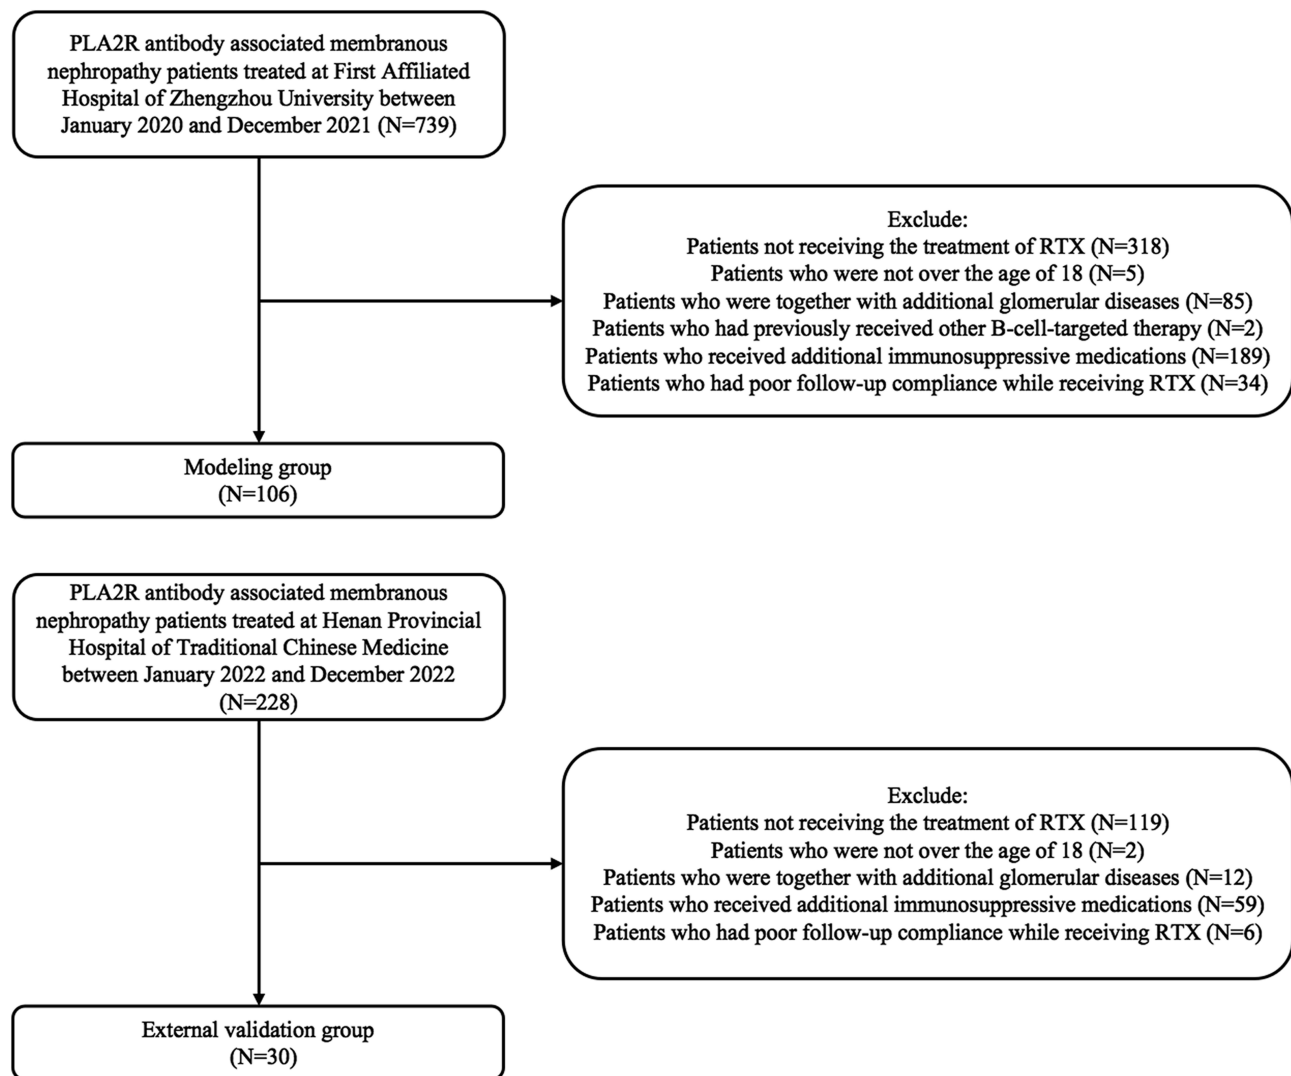 PLA2R antibody associated membranous
nephropathy patients treated at First Affiliated
Hospital of Zhengzhou University between
January 2020 and December 2021 (N=739)
Exclude:
Patients not receiving the treatment of RTX (N=318)
Patients who were not over the age of 18 (N=5)
Patients who were together with additional glomerular diseases (N=85)
Patients who had previously received other B-cell-targeted therapy (N=2)
Patients who received additional immunosuppressive medications (N=189)
Patients who had poor follow-up compliance while receiving RTX (N=34)
Modeling group
(N=106)
PLA2R antibody associated membranous
nephropathy patients treated at Henan Provincial
Hospital of Traditional Chinese Medicine
between January 2022 and December 2022
(N=228)
Exclude:
Patients not receiving the treatment of RTX (N=119)
Patients who were not over the age of 18 (N=2)
Patients who were together with additional glomerular diseases (N=12)
Patients who received additional immunosuppressive medications (N=59)
Patients who had poor follow-up compliance while receiving RTX (N=6)
External validation group
(N=30)